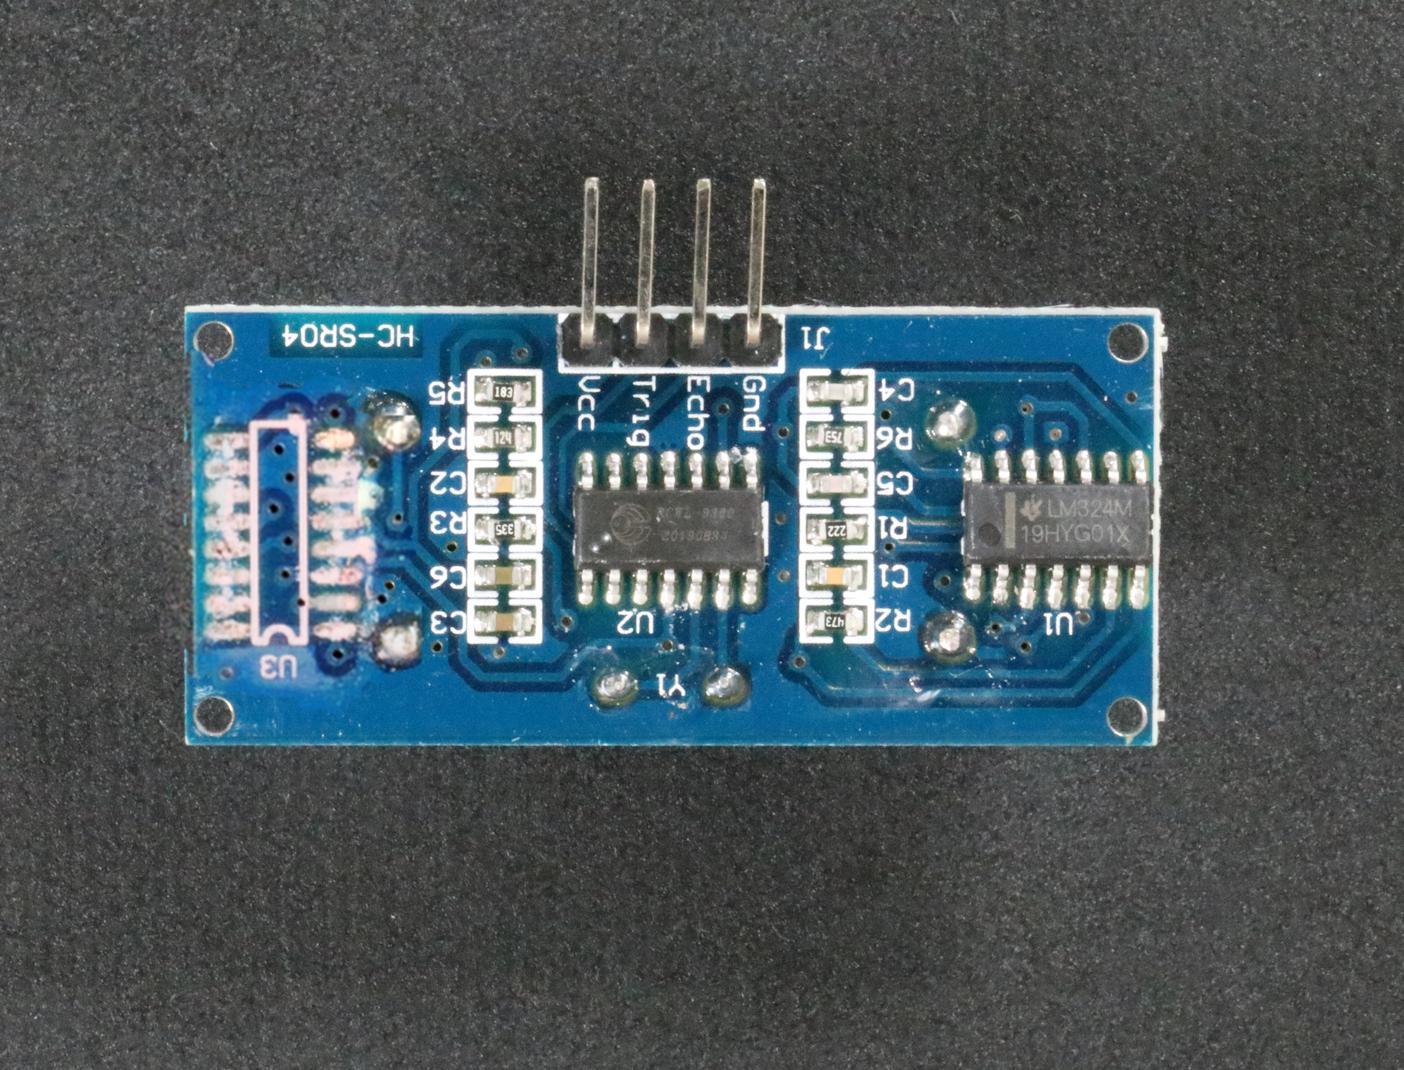 HC-SR04
J1
Vcc
Trig
Echo
Gnd
R5
183
R4
124
C2
R3
335
C6
C3
C4
R6
753
C5
R1
222
C1
R2
473
U3
U2
Y1
U1
LM324M
19HYG01X